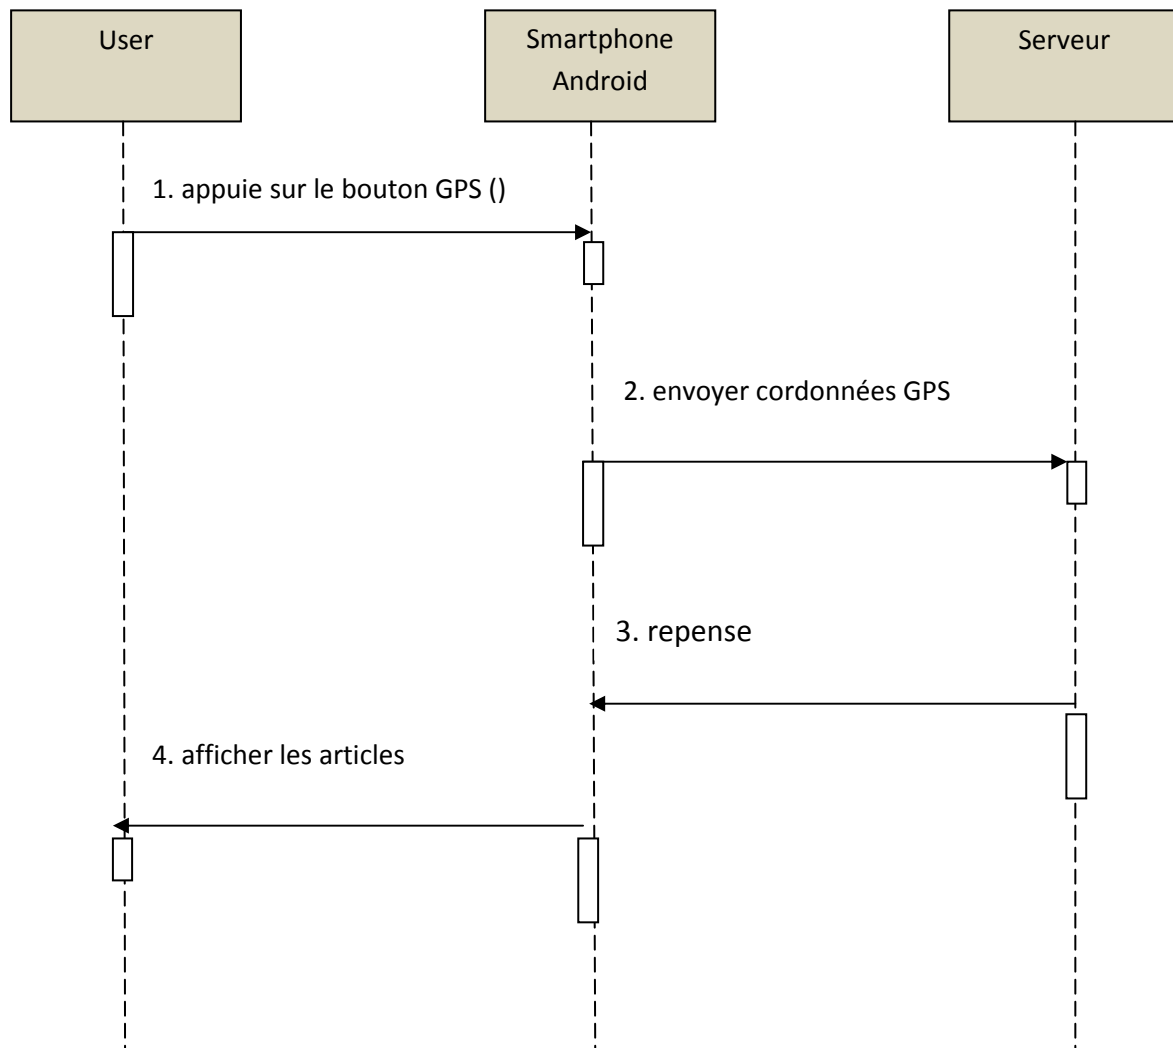 User
Smartphone
Android
Serveur
1. appuie sur le bouton GPS ()
2. envoyer cordonnées GPS
3. repense
4. afficher les articles